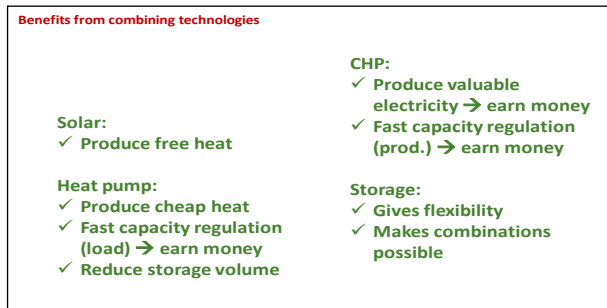 Benefits from combining technologies
Solar:
✓ Produce free heat
Heat pump:
✓ Produce cheap heat
✓ Fast capacity regulation
(load) → earn money
✓ Reduce storage volume
CHP:
✓ Produce valuable
electricity → earn money
✓ Fast capacity regulation
(prod.) → earn money
Storage:
✓ Gives flexibility
✓ Makes combinations
possible